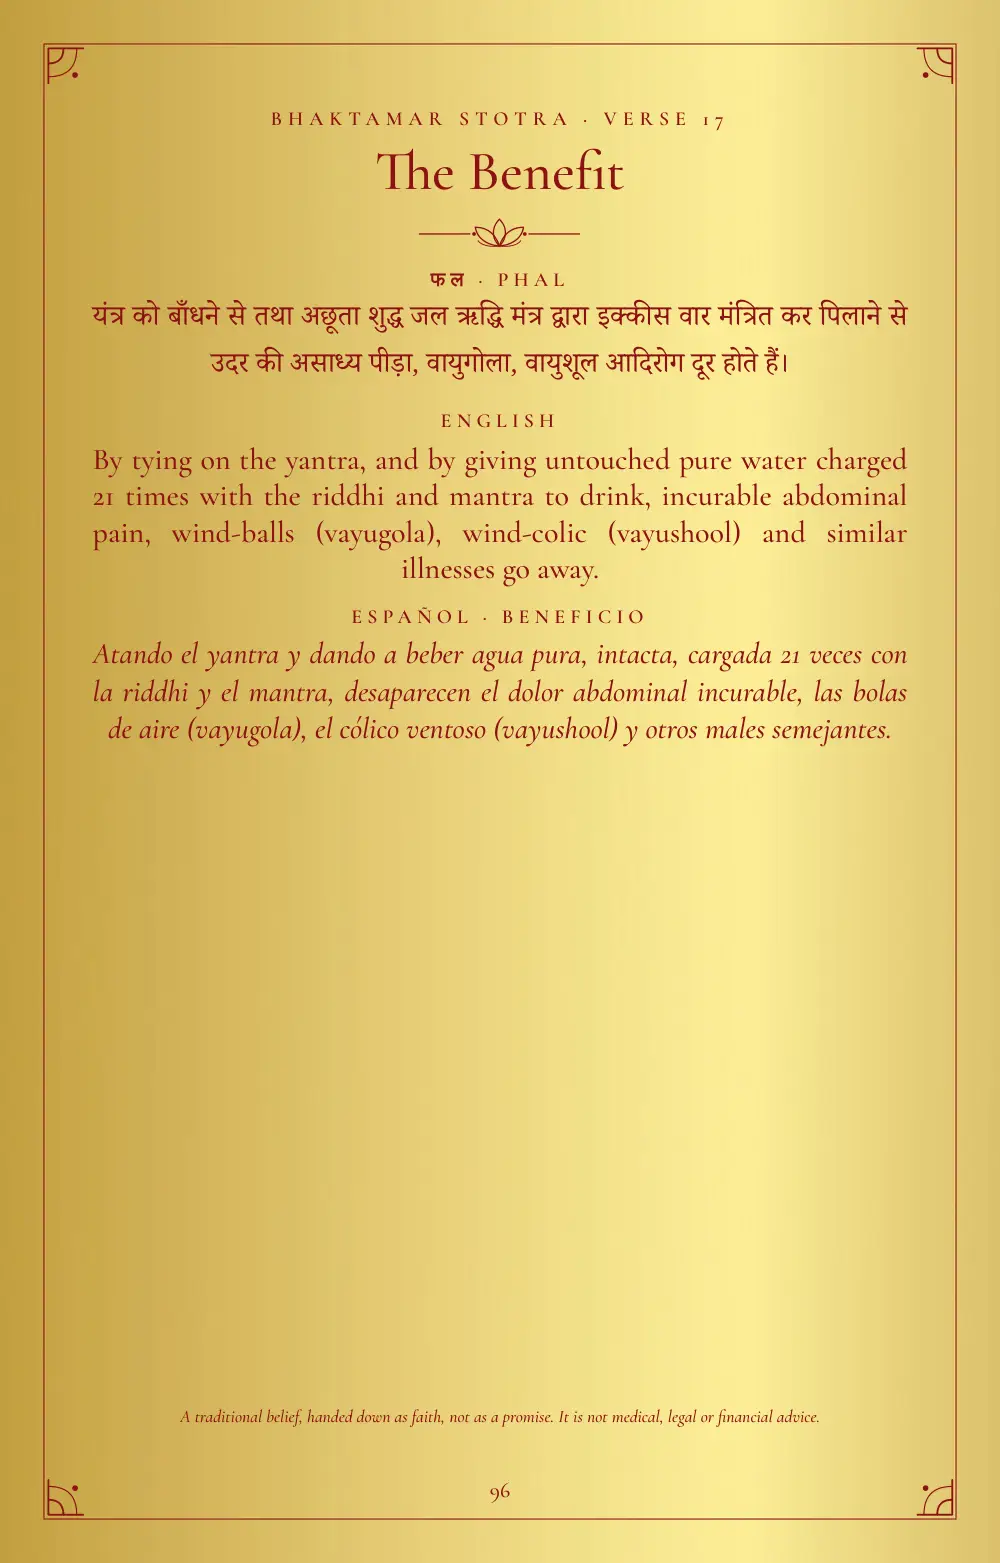 BHAKTAMAR STOTRA · VERSE 17
The Benefit
फल · PHAL
यंत्र को बाँधने से तथा अछूता शुद्ध जल ऋद्धि मंत्र द्वारा इक्कीस वार मंत्रित कर पिलाने से
उदर की असाध्य पीड़ा, वायुगोला, वायुशूल आदिरोग दूर होते हैं।
ENGLISH
By tying on the yantra, and by giving untouched pure water charged
21 times with the riddhi and mantra to drink, incurable abdominal
pain, wind-balls (vayugola), wind-colic (vayushool) and similar
illnesses go away.
ESPAÑOL · BENEFICIO
Atando el yantra y dando a beber agua pura, intacta, cargada 21 veces con
la riddhi y el mantra, desaparecen el dolor abdominal incurable, las bolas
de aire (vayugola), el cólico ventoso (vayushool) y otros males semejantes.
A traditional belief, handed down as faith, not as a promise. It is not medical, legal or financial advice.
96